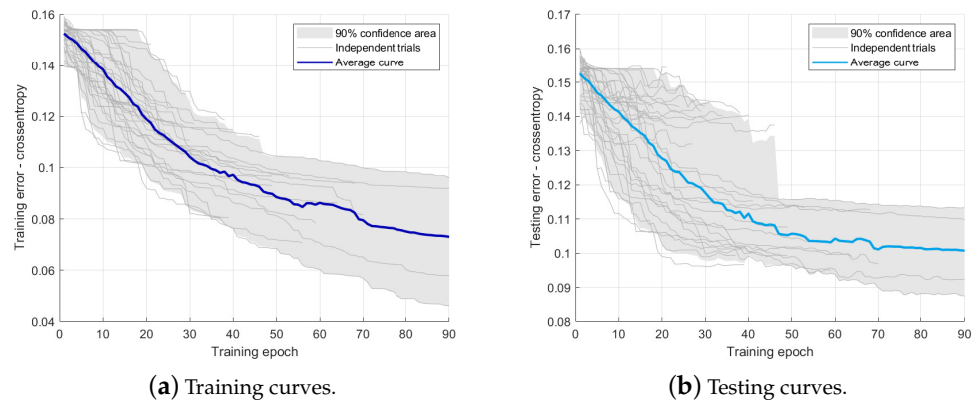 0.16
0.14
0.12
0.1
0.08
0.06
0.04
Training error - crossentropy
0 10 20 30 40 50 60 70 80 90
Training epoch
90% confidence area
Independent trials
Average curve
(a) Training curves.
0.17
0.16
0.15
0.14
0.13
0.12
0.11
0.1
0.09
0.08
Testing error - crossentropy
0 10 20 30 40 50 60 70 80 90
Training epoch
90% confidence area
Independent trials
Average curve
(b) Testing curves.